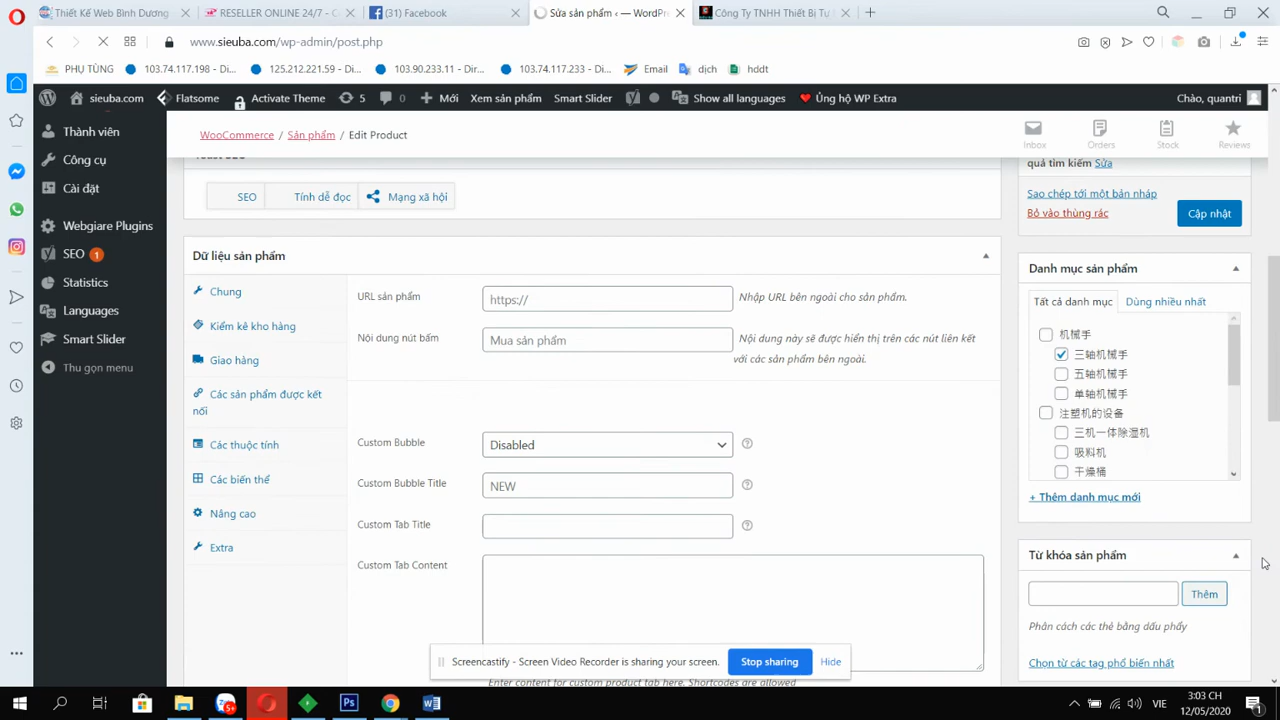 Thiết Kế Web Bình Dương
RESELLER ONLINE 24/7 - C
(31) Facebook
Sửa sản phẩm ‹ — WordPr
Công Ty TNHH Thiết Bị Tự
www.sieuba.com/wp-admin/post.php
PHỤ TÙNG
103.74.117.198 - Di...
125.212.221.59 - Di...
103.90.233.11 - Dir...
103.74.117.233 - Di...
Email
dịch
hddt
sieuba.com
Flatsome
Activate Theme
5
0
Mới
Xem sản phẩm
Smart Slider
Show all languages
Ủng hộ WP Extra
Chào, quantri
Thành viên
Công cụ
Cài đặt
Webgiare Plugins
SEO 1
Statistics
Languages
Smart Slider
Thu gọn menu
WooCommerce / Sản phẩm / Edit Product
Inbox
Orders
Stock
Reviews
Yoast SEO
SEO
Tính dễ đọc
Mạng xã hội
Dữ liệu sản phẩm
Chung
Kiểm kê kho hàng
Giao hàng
Các sản phẩm được kết
nối
Các thuộc tính
Các biến thể
Nâng cao
Extra
URL sản phẩm
https://
Nhập URL bên ngoài cho sản phẩm.
Nội dung nút bấm
Mua sản phẩm
Nội dung này sẽ được hiển thị trên các nút liên kết
với các sản phẩm bên ngoài.
Custom Bubble
Disabled
Custom Bubble Title
NEW
Custom Tab Title
Custom Tab Content
Enter content for custom product tab here. Shortcodes are allowed
quả tìm kiếm Sửa
Sao chép tới một bản nháp
Bỏ vào thùng rác
Cập nhật
Danh mục sản phẩm
Tất cả danh mục
Dùng nhiều nhất
机械手
三轴机械手
五轴机械手
单轴机械手
注塑机的设备
三机一体除湿机
吸料机
干燥桶
+ Thêm danh mục mới
Từ khóa sản phẩm
Thêm
Phân cách các thẻ bằng dấu phẩy
Chọn từ các tag phổ biến nhất
Screencastify - Screen Video Recorder is sharing your screen.
Stop sharing
Hide
5+
VIE
3:03 CH
12/05/2020
1